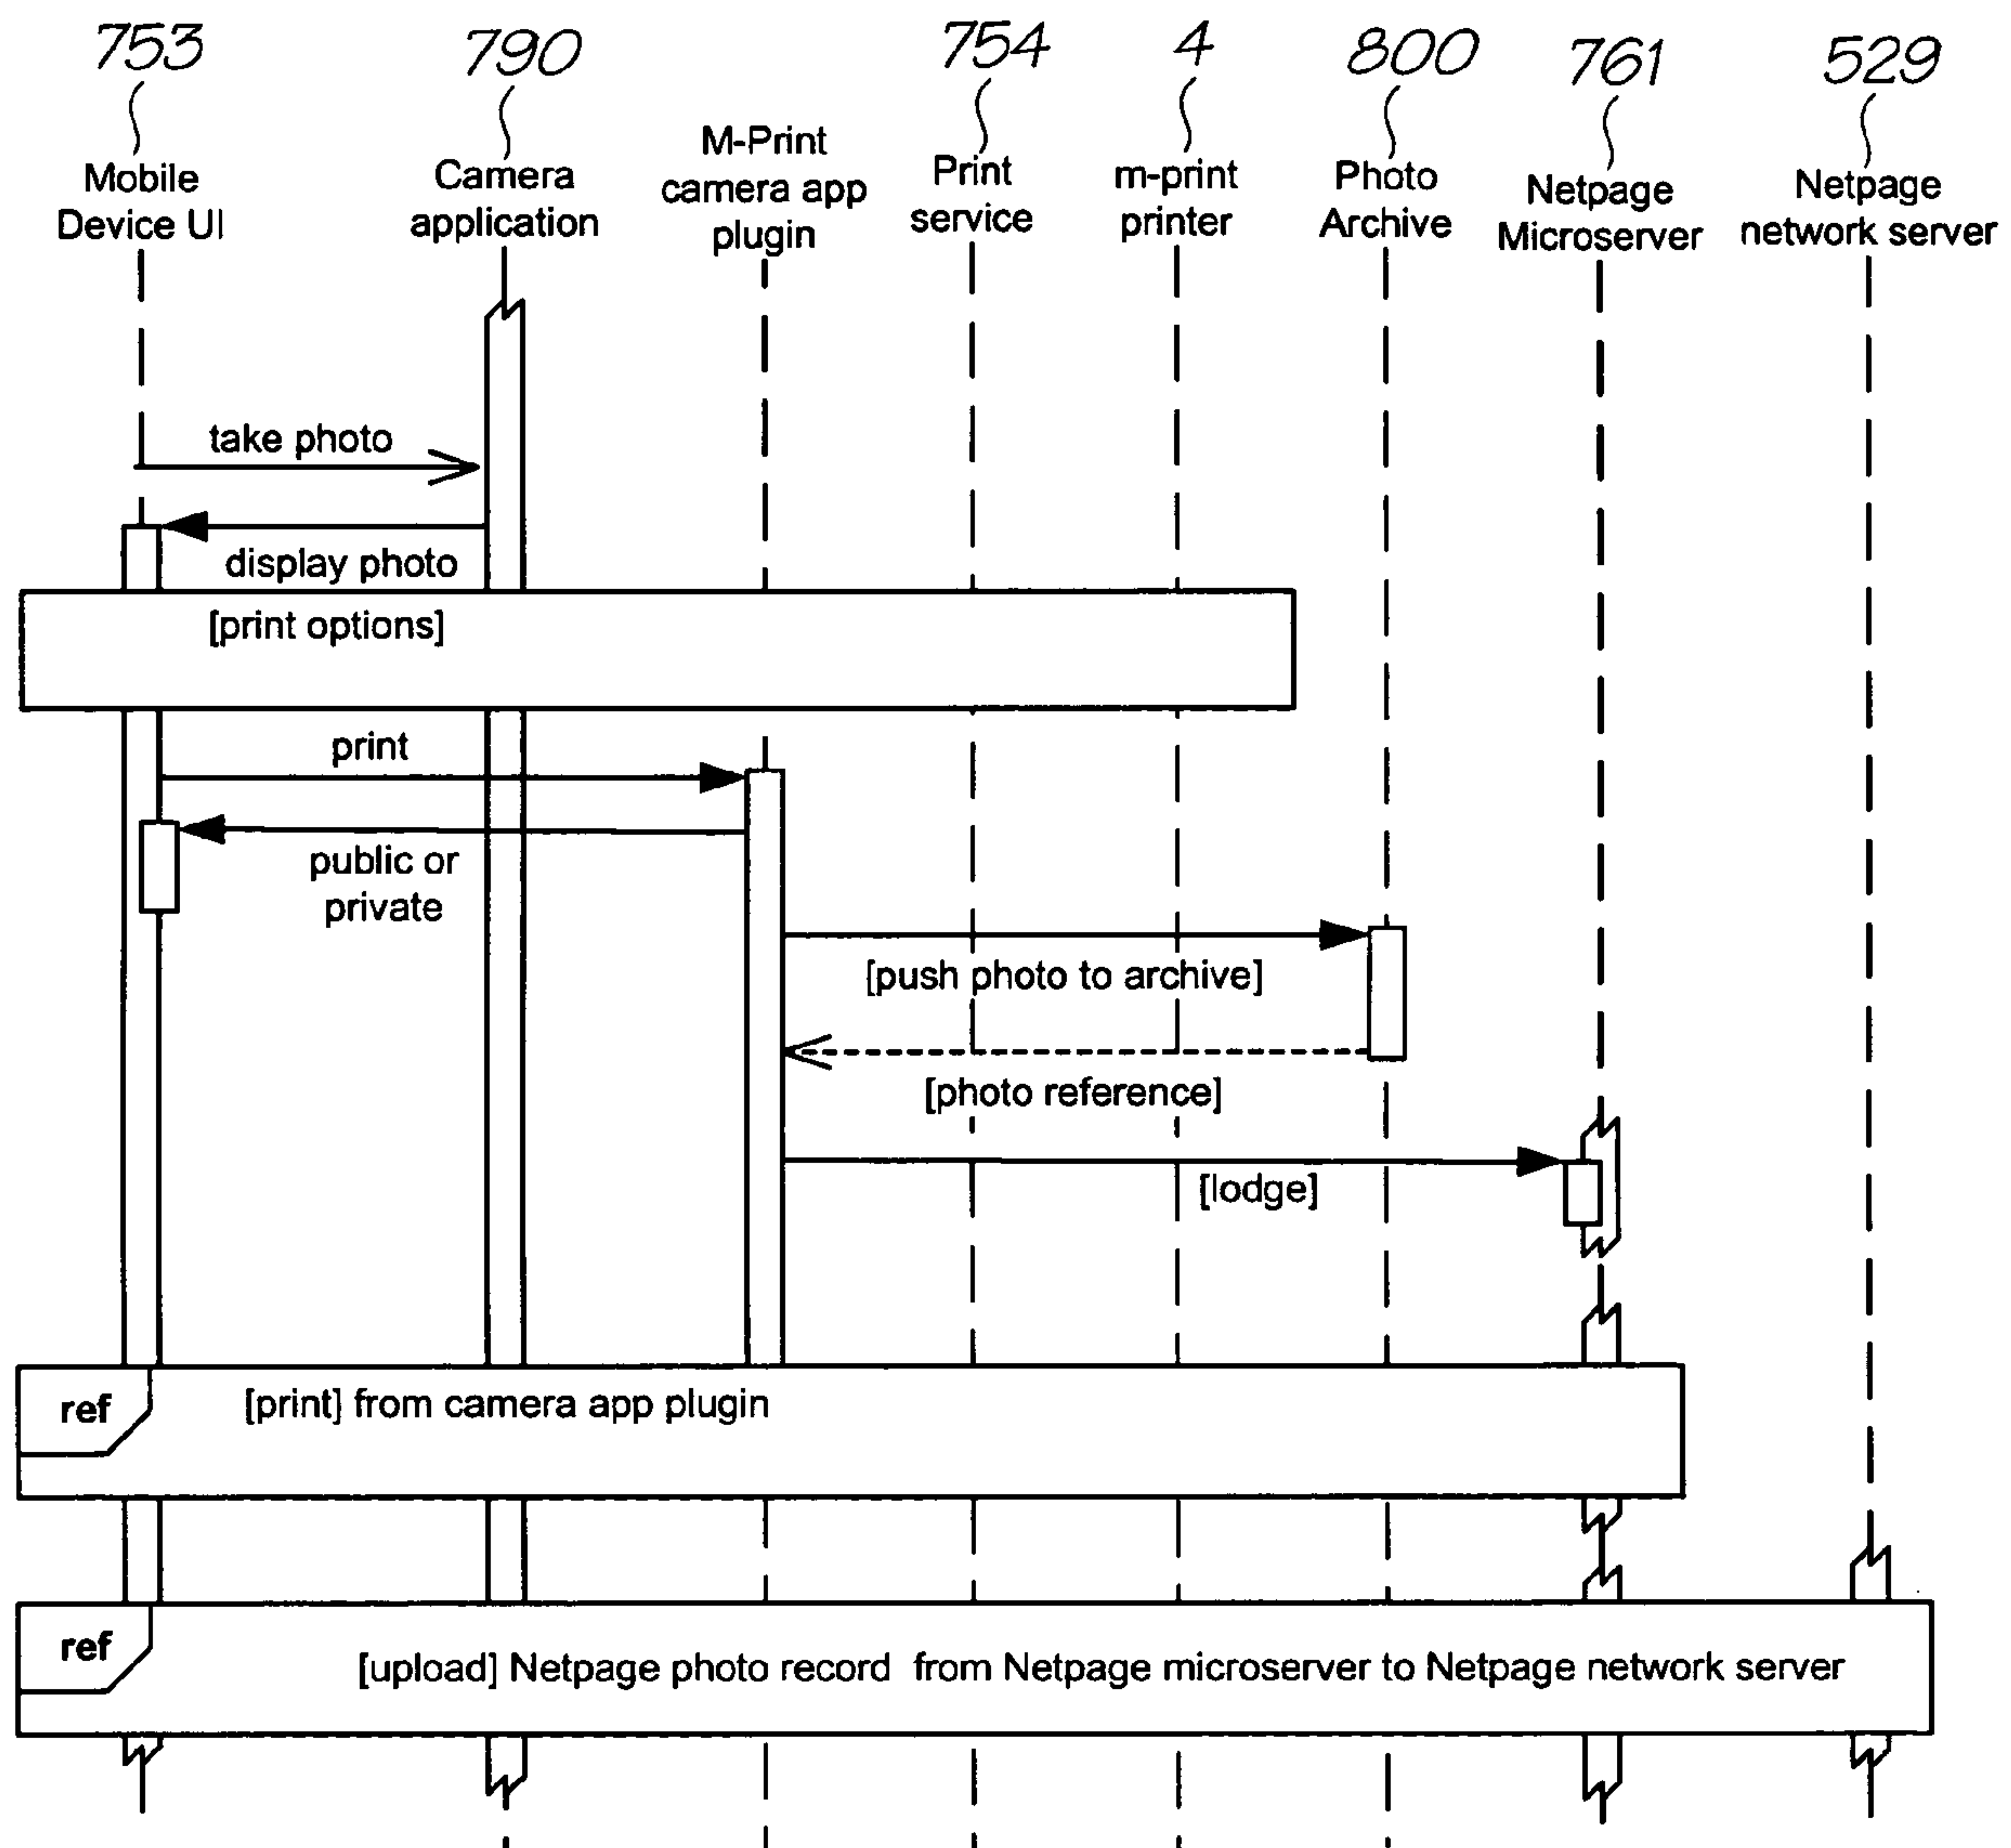 753 790 754 4 800 761 529
Mobile
Device UI
Camera
application
M-Print
camera app
plugin
Print
service
m-print
printer
Photo
Archive
Netpage
Microserver
Netpage
network server
take photo
display photo
[print options]
print
public or
private
[push photo to archive]
[photo reference]
[lodge]
ref
[print] from camera app plugin
ref
[upload] Netpage photo record from Netpage microserver to Netpage network server